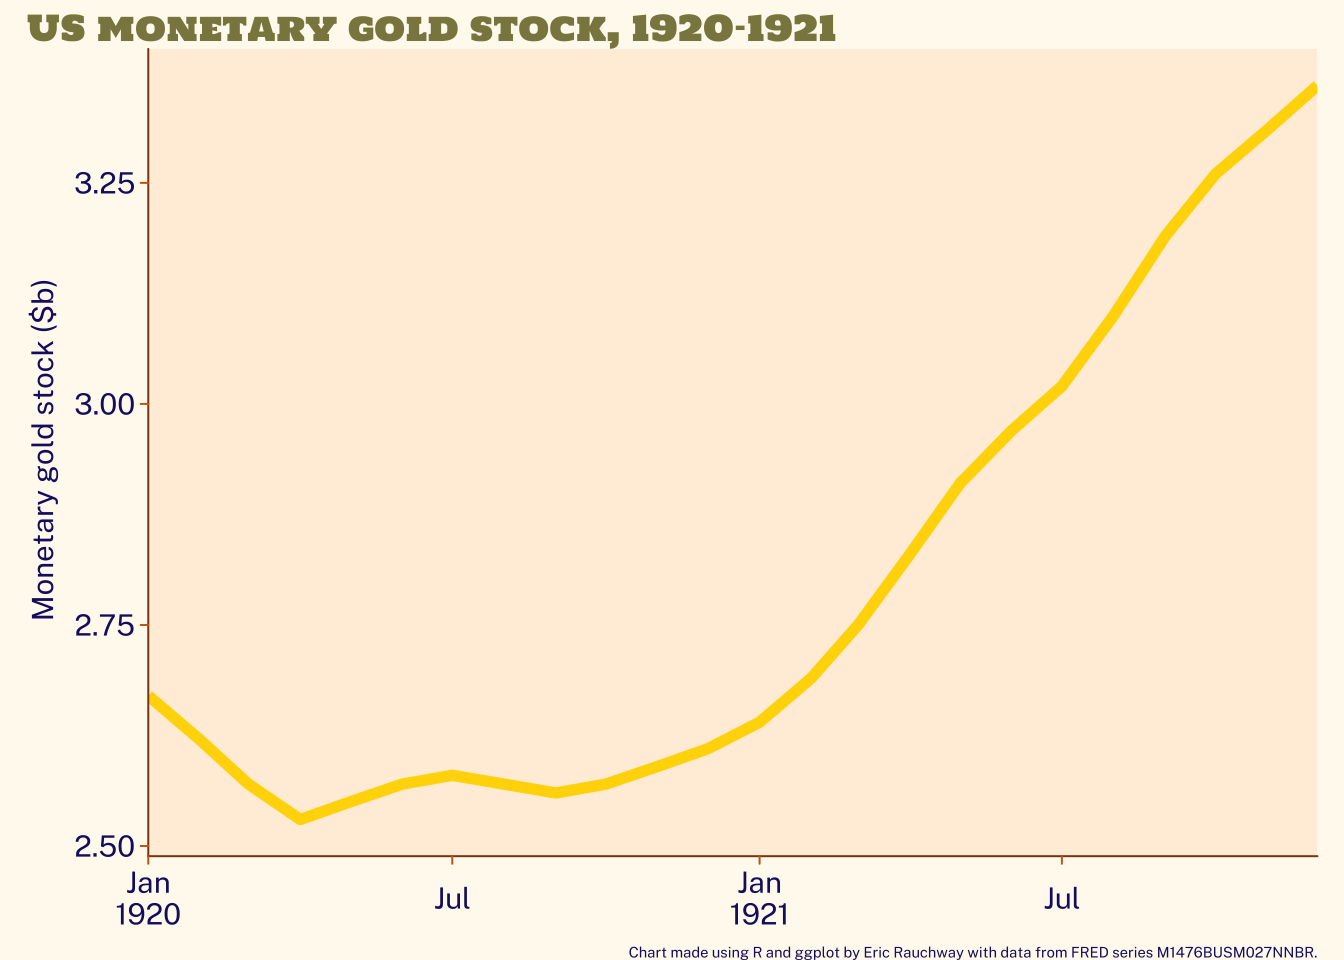 US MONETARY GOLD STOCK, 1920-1921
Monetary gold stock ($b)
3.25
3.00
2.75
2.50
Jan
1920
Jul
Jan
1921
Jul
Chart made using R and ggplot by Eric Rauchway with data from FRED series M1476BUSM027NNBR.